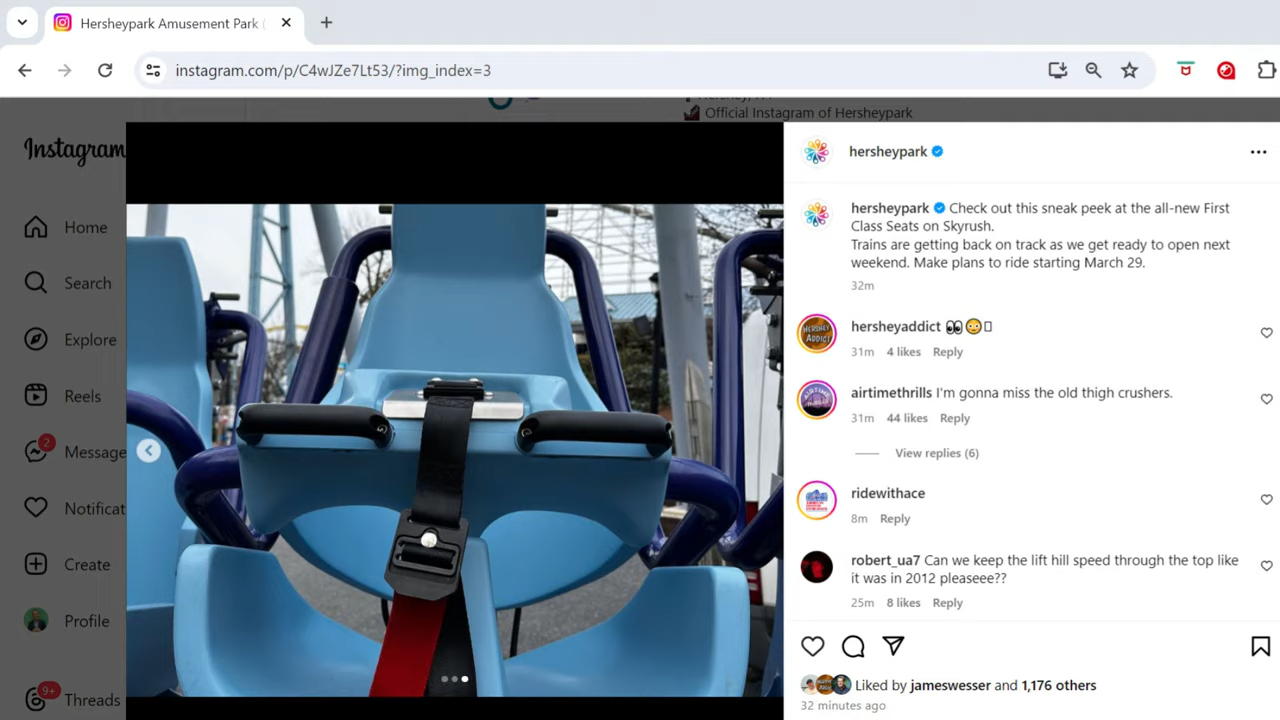 Hersheypark Amusement Park (
instagram.com/p/C4wJZe7Lt53/?img_index=3
Official Instagram of Hersheypark
Instagram
Home
Search
Explore
Reels
2
Message
Notificat
Create
Profile
9+
Threads
hersheypark
hersheypark Check out this sneak peek at the all-new First
Class Seats on Skyrush.
Trains are getting back on track as we get ready to open next
weekend. Make plans to ride starting March 29.
32m
HERSHEY
ADDICT
hersheyaddict 👀😳
31m 4 likes Reply
AIRTIME
airtimethrills I'm gonna miss the old thigh crushers.
31m 44 likes Reply
View replies (6)
ridewithace
8m Reply
robert_ua7 Can we keep the lift hill speed through the top like
it was in 2012 pleaseee??
25m 8 likes Reply
Liked by jameswesser and 1,176 others
32 minutes ago